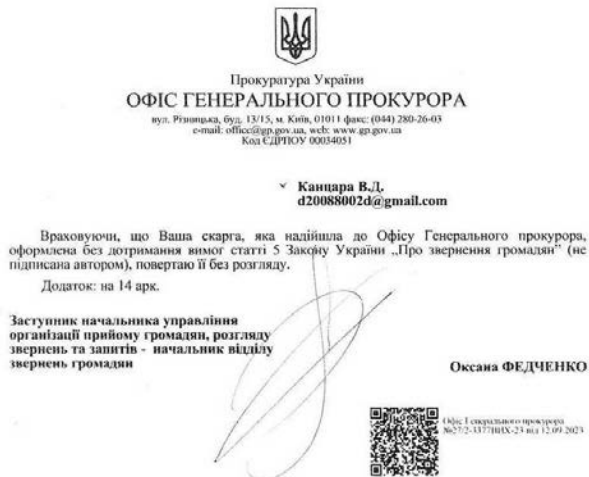 Прокуратура України
ОФІС ГЕНЕРАЛЬНОГО ПРОКУРОРА
вул. Різницька, буд. 13/15, м. Київ, 01011 факс: (044) 280-26-03
e-mail: office@gp.gov.ua, web: www.gp.gov.ua
Код ЄДРПОУ 00034051
Канцара В.Д.
d20088002d@gmail.com
Враховуючи, що Ваша скарга, яка надійшла до Офісу Генерального прокурора,
оформлена без дотримання вимог статті 5 Закону України „Про звернення громадян” (не
підписана автором), повертаю її без розгляду.
Додаток: на 14 арк.
Заступник начальника управління
організації прийому громадян, розгляду
звернень та запитів - начальник відділу
звернень громадян
Оксана ФЕДЧЕНКО
Офіс Генерального прокурора
№27/2-3377ВИХ-23 від 12.09.2023